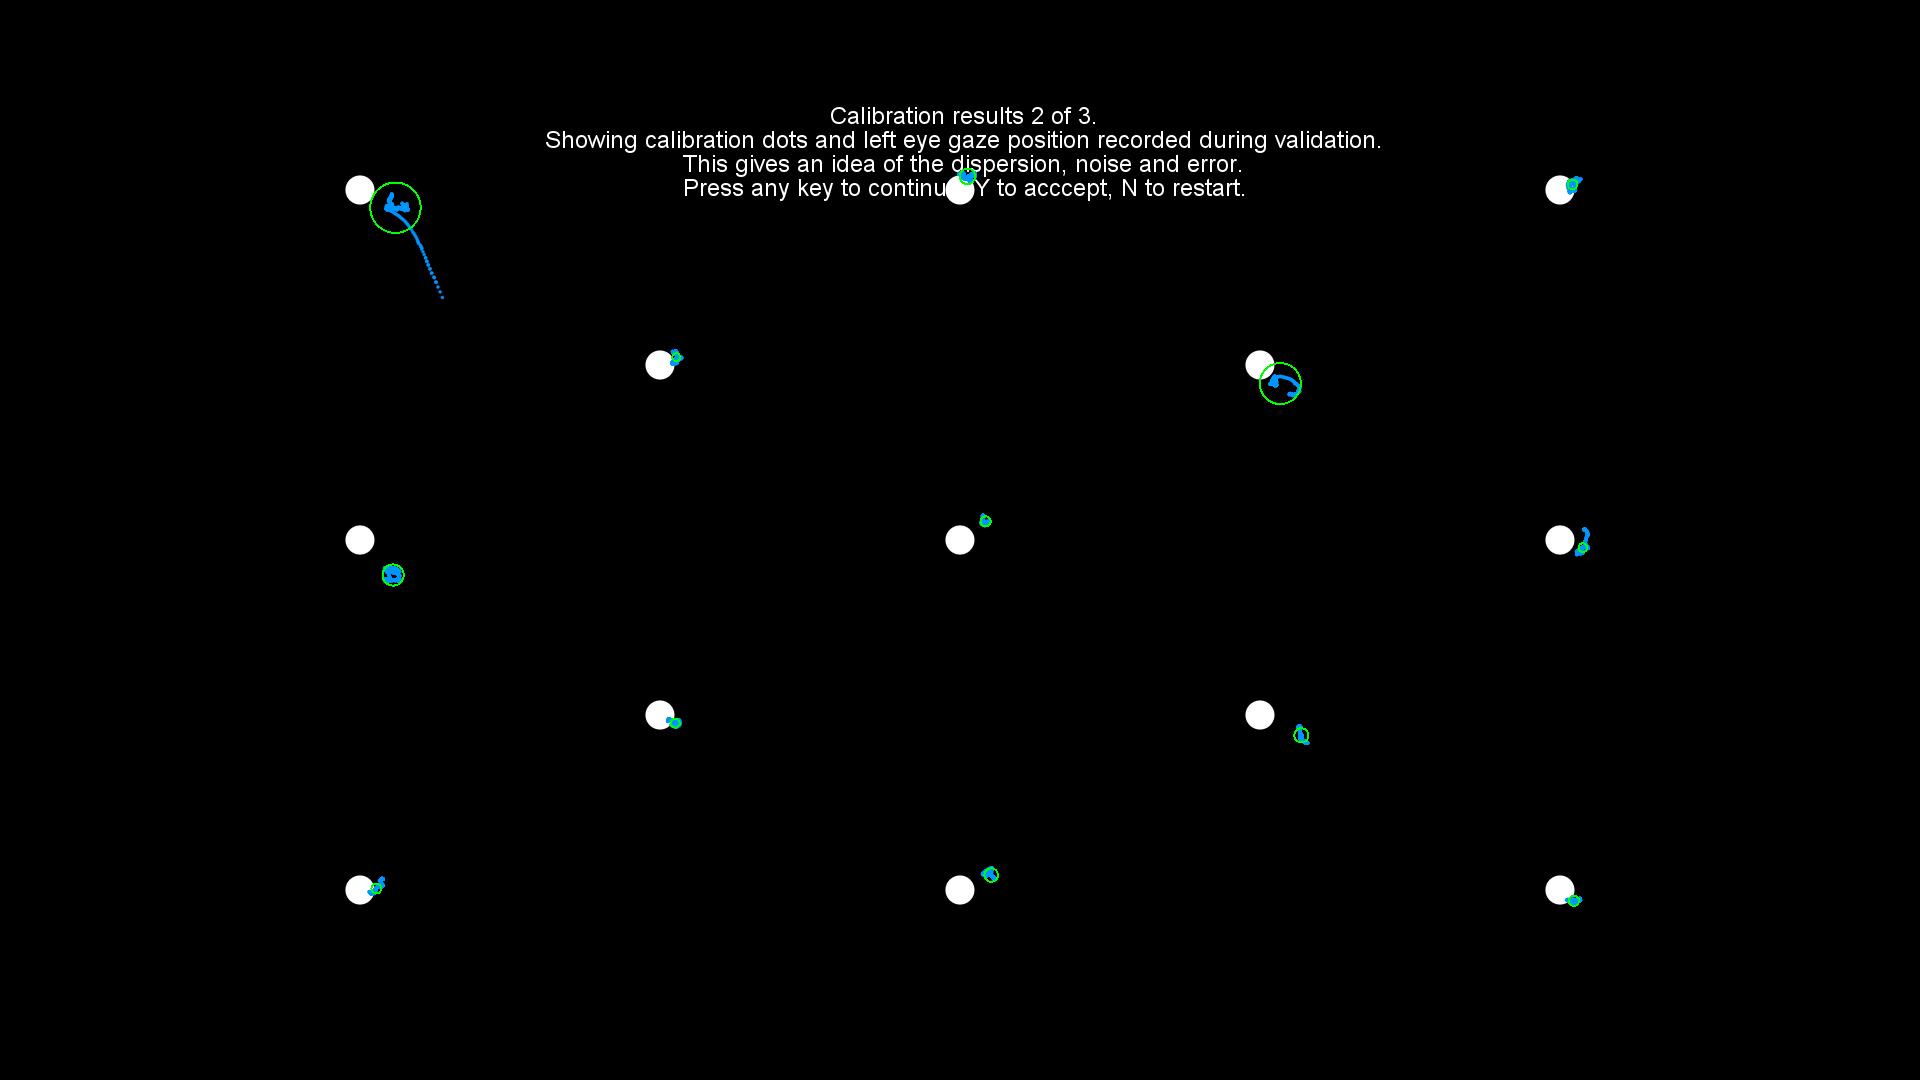 Calibration results 2 of 3.
Showing calibration dots and left eye gaze position recorded during validation.
This gives an idea of the dispersion, noise and error.
Press any key to continu Y to acccept, N to restart.